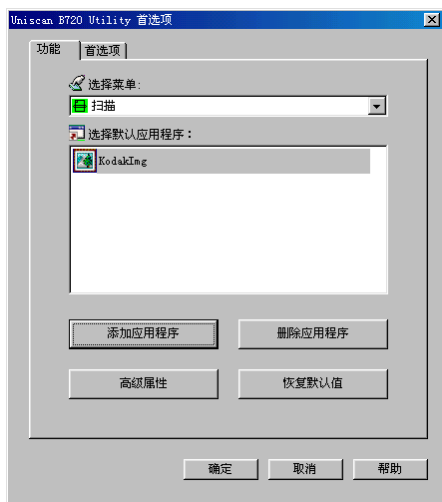 Uniscan B720 Utility 首选项
功能 首选项
选择菜单:
扫描
选择默认应用程序：
KodakImg
添加应用程序 删除应用程序
高级属性 恢复默认值
确定 取消 帮助